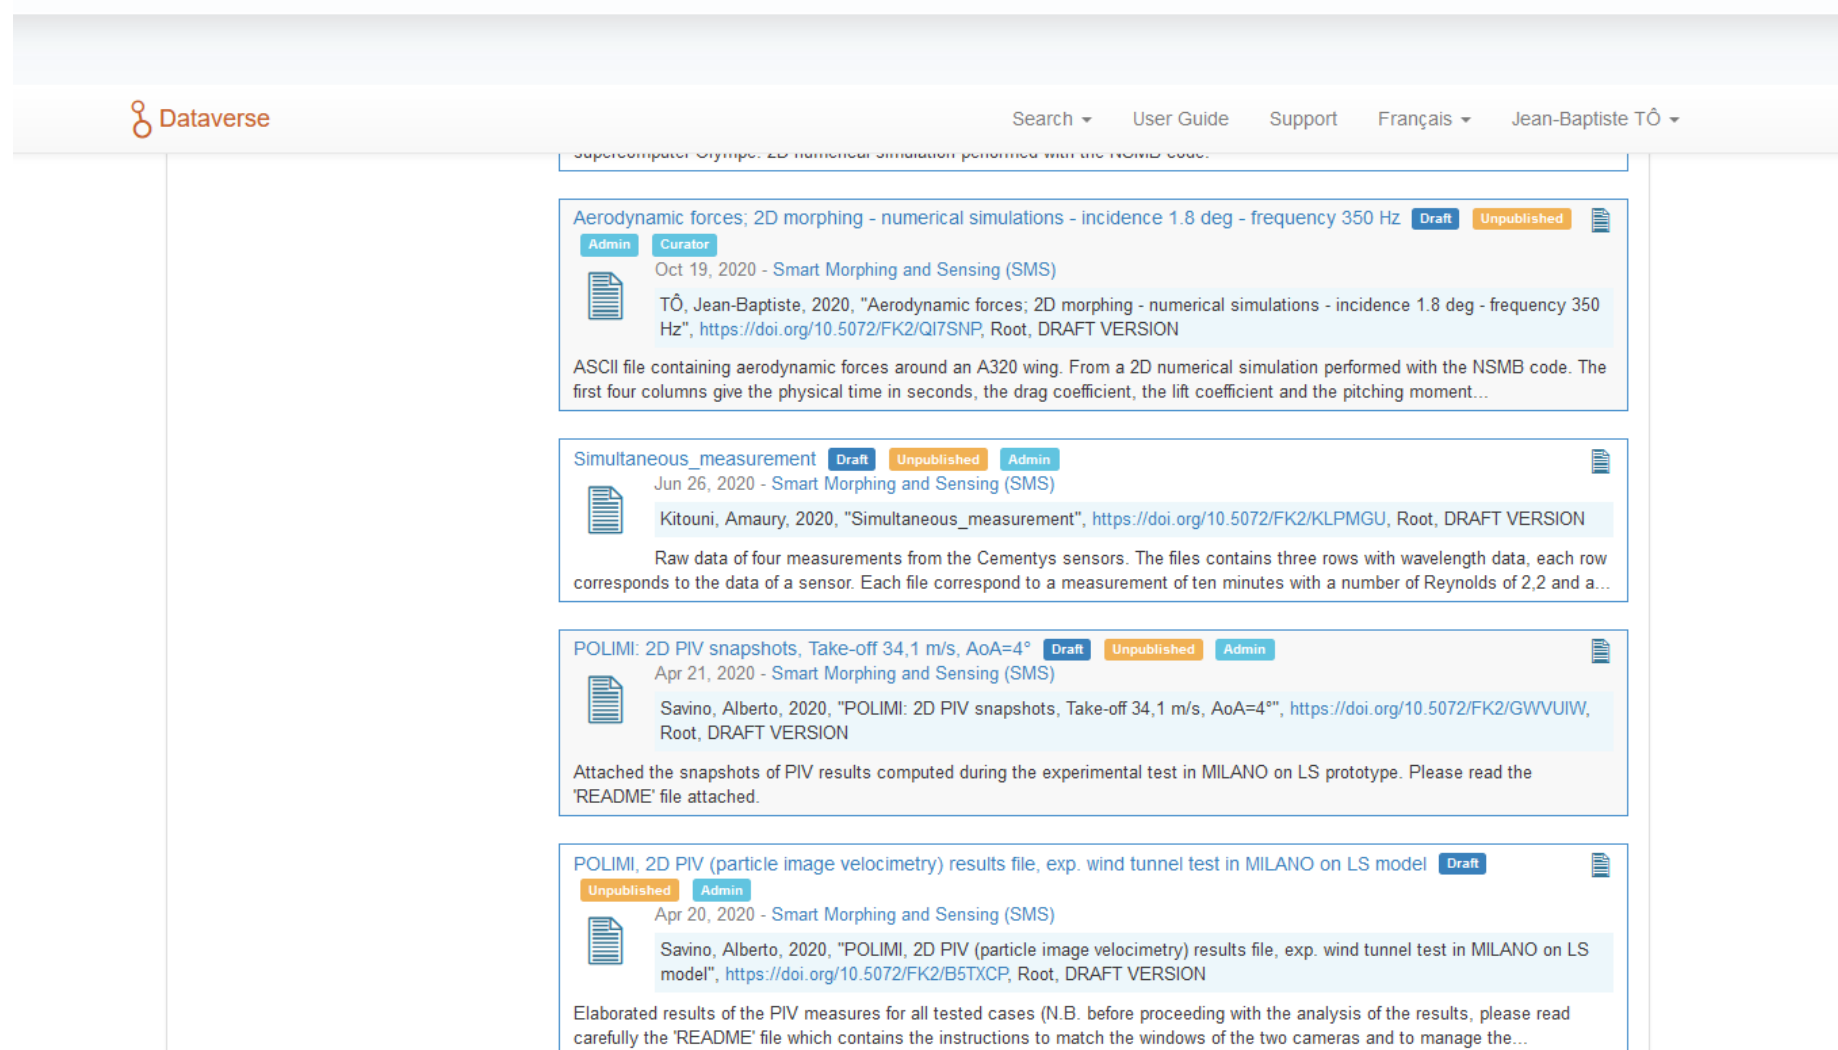 Dataverse
Search User Guide Support Français Jean-Baptiste TÔ
supercomputer Olympe. 2D numerical simulation performed with the NSMB code.
Aerodynamic forces; 2D morphing - numerical simulations - incidence 1.8 deg - frequency 350 Hz Draft Unpublished
Admin Curator
Oct 19, 2020 - Smart Morphing and Sensing (SMS)
TÔ, Jean-Baptiste, 2020, "Aerodynamic forces; 2D morphing - numerical simulations - incidence 1.8 deg - frequency 350
Hz", https://doi.org/10.5072/FK2/QI7SNP, Root, DRAFT VERSION
ASCII file containing aerodynamic forces around an A320 wing. From a 2D numerical simulation performed with the NSMB code. The
first four columns give the physical time in seconds, the drag coefficient, the lift coefficient and the pitching moment...
Simultaneous_measurement Draft Unpublished Admin
Jun 26, 2020 - Smart Morphing and Sensing (SMS)
Kitouni, Amaury, 2020, "Simultaneous_measurement", https://doi.org/10.5072/FK2/KLPMGU, Root, DRAFT VERSION
Raw data of four measurements from the Cementys sensors. The files contains three rows with wavelength data, each row
corresponds to the data of a sensor. Each file correspond to a measurement of ten minutes with a number of Reynolds of 2,2 and a...
POLIMI: 2D PIV snapshots, Take-off 34,1 m/s, AoA=4° Draft Unpublished Admin
Apr 21, 2020 - Smart Morphing and Sensing (SMS)
Savino, Alberto, 2020, "POLIMI: 2D PIV snapshots, Take-off 34,1 m/s, AoA=4°", https://doi.org/10.5072/FK2/GWVUIW,
Root, DRAFT VERSION
Attached the snapshots of PIV results computed during the experimental test in MILANO on LS prototype. Please read the
'README' file attached.
POLIMI, 2D PIV (particle image velocimetry) results file, exp. wind tunnel test in MILANO on LS model Draft
Unpublished Admin
Apr 20, 2020 - Smart Morphing and Sensing (SMS)
Savino, Alberto, 2020, "POLIMI, 2D PIV (particle image velocimetry) results file, exp. wind tunnel test in MILANO on LS
model", https://doi.org/10.5072/FK2/B5TXCP, Root, DRAFT VERSION
Elaborated results of the PIV measures for all tested cases (N.B. before proceeding with the analysis of the results, please read
carefully the 'README' file which contains the instructions to match the windows of the two cameras and to manage the...